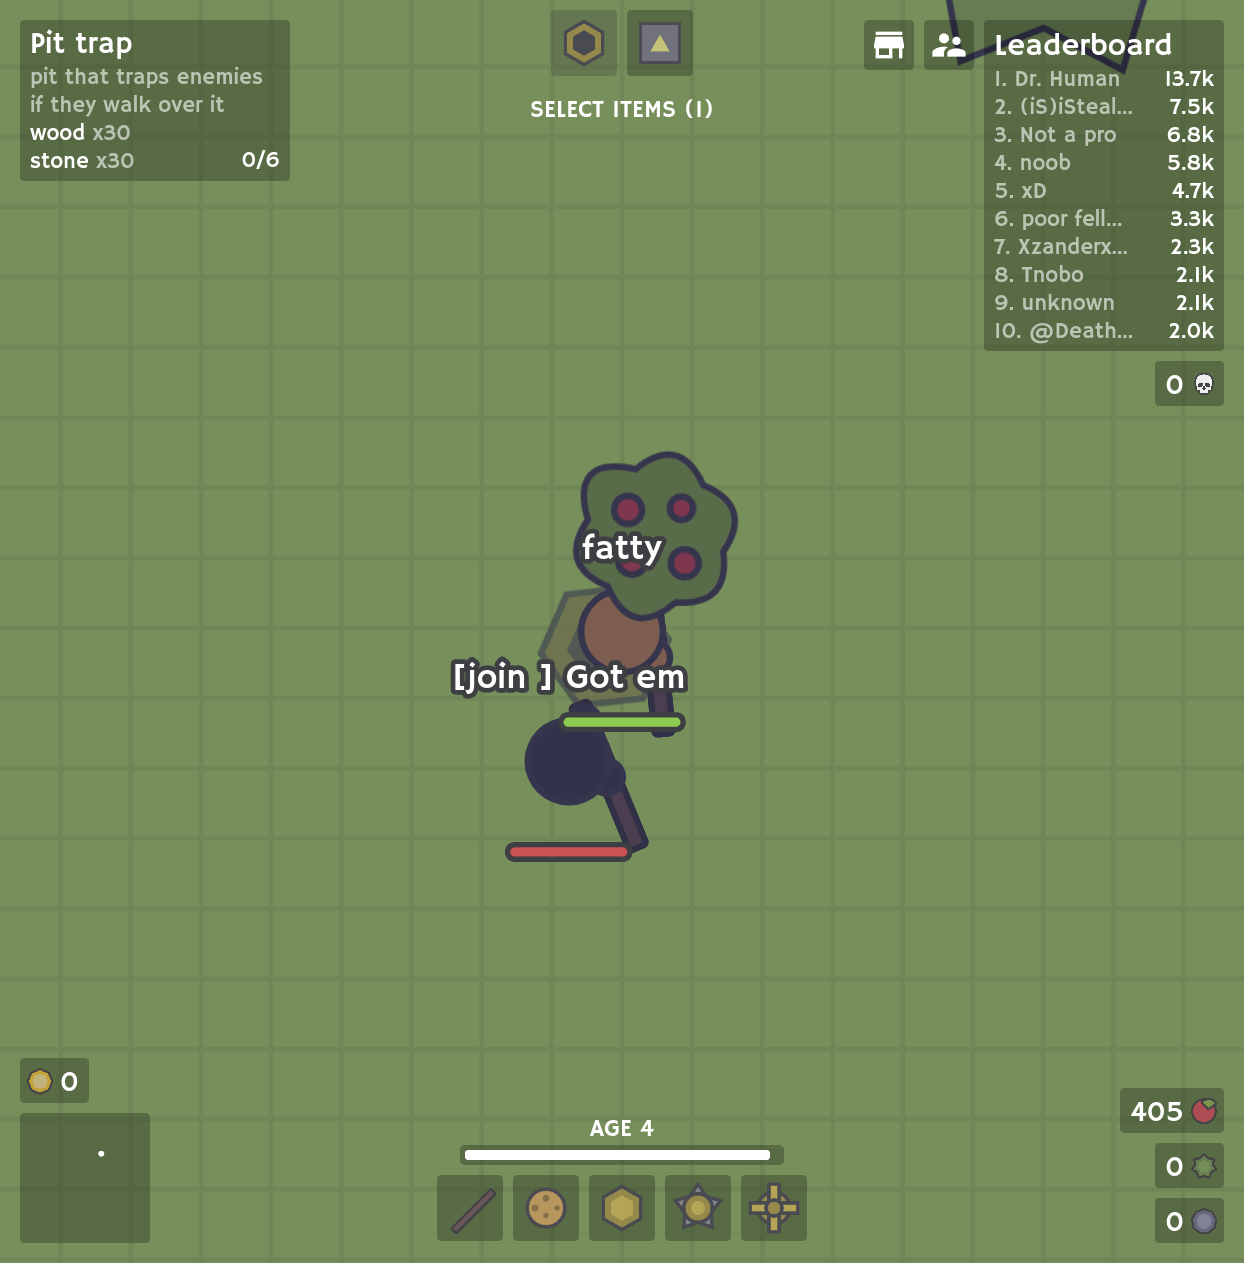 Pit trap
pit that traps enemies
if they walk over it
wood x30
stone x30 0/6
SELECT ITEMS (1)
Leaderboard
1. Dr. Human 13.7k
2. (iS)iSteal... 7.5k
3. Not a pro 6.8k
4. noob 5.8k
5. xD 4.7k
6. poor fell... 3.3k
7. Xzanderx... 2.3k
8. Tnobo 2.1k
9. unknown 2.1k
10. @Death... 2.0k
0
fatty
[join ] Got em
0
405
AGE 4
0
0